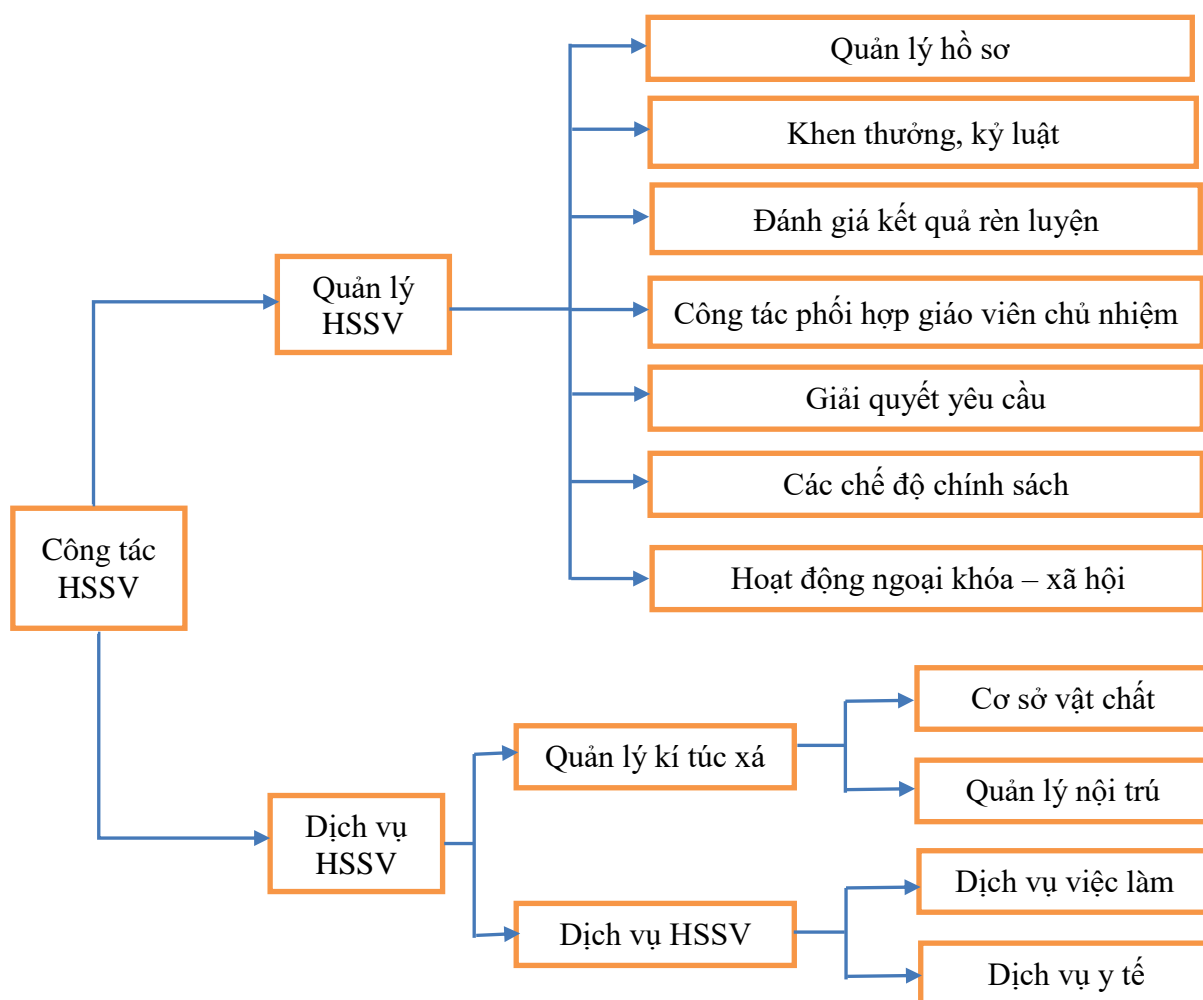 Quản lý hồ sơ
Khen thưởng, kỷ luật
Đánh giá kết quả rèn luyện
Quản lý
HSSV
Công tác phối hợp giáo viên chủ nhiệm
Giải quyết yêu cầu
Các chế độ chính sách
Công tác
HSSV
Hoạt động ngoại khóa – xã hội
Cơ sở vật chất
Quản lý kí túc xá
Quản lý nội trú
Dịch vụ
HSSV
Dịch vụ việc làm
Dịch vụ HSSV
Dịch vụ y tế